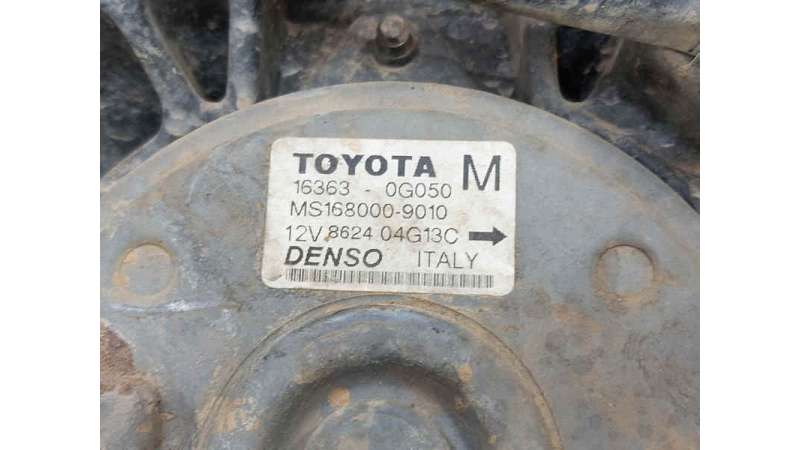 TOYOTA M
16363 - 0G050
MS168000-9010
12V 8624 04G13C →
DENSO ITALY